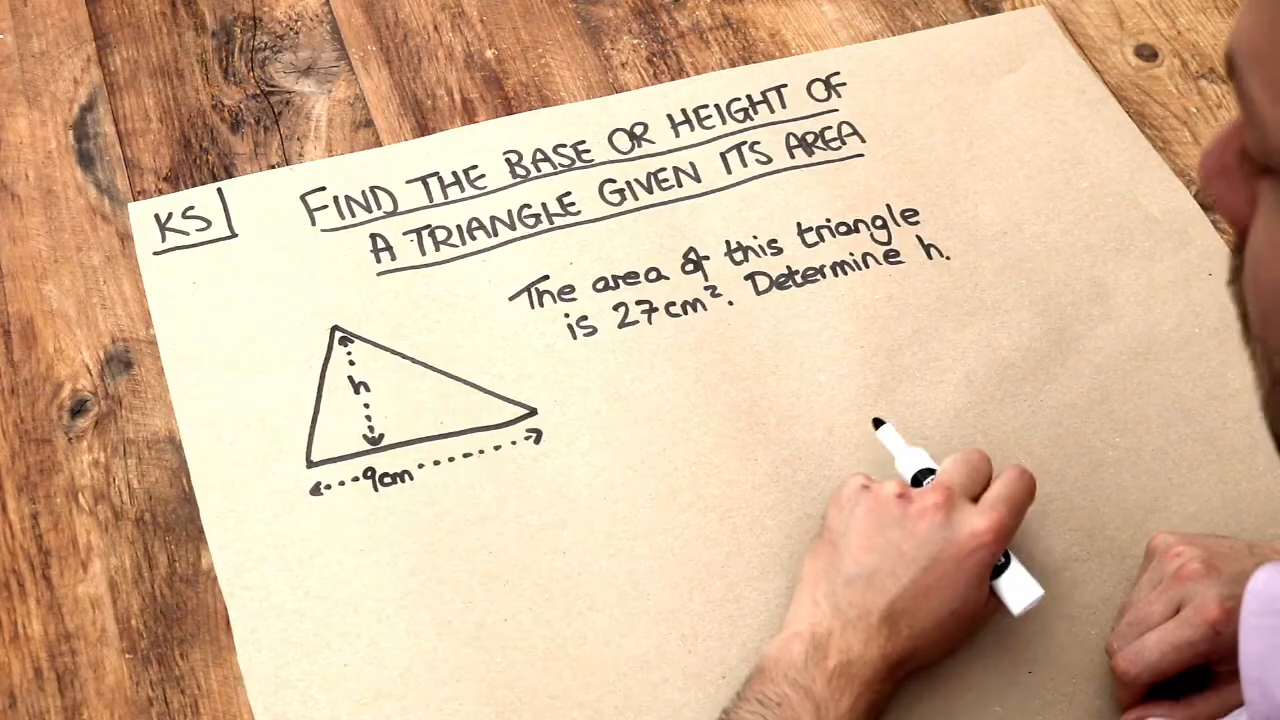 KS
FIND THE BASE OR HEIGHT OF
A TRIANGLE GIVEN ITS AREA
The area of this triangle
is 27cm². Determine h.
h
9cm